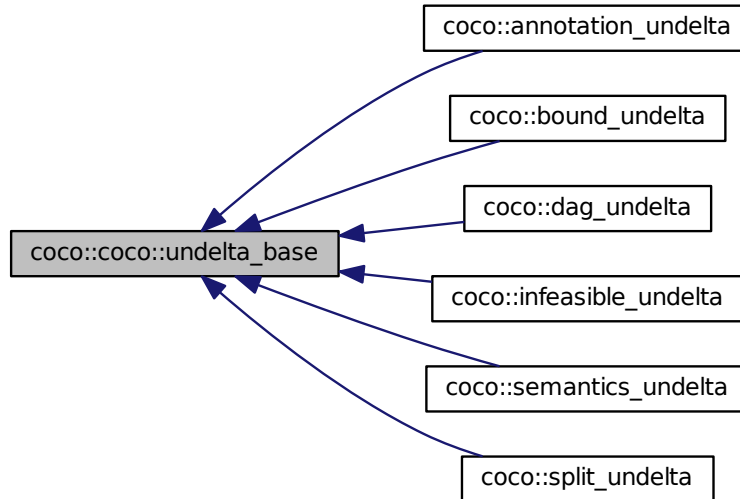 coco::annotation_undelta
coco::bound_undelta
coco::dag_undelta
coco::coco::undelta_base
coco::infeasible_undelta
coco::semantics_undelta
coco::split_undelta